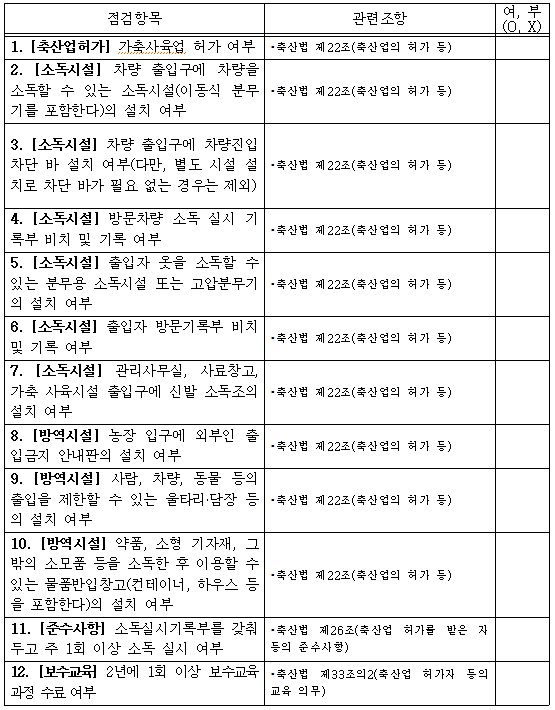 점검항목 관련조항 여, 부
(O, X)
1. [축산업허가] 가축사육업 허가 여부 ·축산법 제22조(축산업의 허가 등)
2. [소독시설] 차량 출입구에 차량을
소독할 수 있는 소독시설(이동식 분무
기를 포함한다)의 설치 여부
·축산법 제22조(축산업의 허가 등)
3. [소독시설] 차량 출입구에 차량진입
차단 바 설치 여부(다만, 별도 시설 설
치로 차단 바가 필요 없는 경우는 제외)
·축산법 제22조(축산업의 허가 등)
4. [소독시설] 방문차량 소독 실시 기
록부 비치 및 기록 여부
·축산법 제22조(축산업의 허가 등)
5. [소독시설] 출입자 옷을 소독할 수
있는 분무용 소독시설 또는 고압분무기
의 설치 여부
·축산법 제22조(축산업의 허가 등)
6. [소독시설] 출입자 방문기록부 비치
및 기록 여부
·축산법 제22조(축산업의 허가 등)
7. [소독시설] 관리사무실, 사료창고,
가축 사육시설 출입구에 신발 소독조의
설치 여부
·축산법 제22조(축산업의 허가 등)
8. [방역시설] 농장 입구에 외부인 출
입금지 안내판의 설치 여부
·축산법 제22조(축산업의 허가 등)
9. [방역시설] 사람, 차량, 동물 등의
출입을 제한할 수 있는 울타리·담장 등
의 설치 여부
·축산법 제22조(축산업의 허가 등)
10. [방역시설] 약품, 소형 기자재, 그
밖의 소모품 등을 소독한 후 이용할 수
있는 물품반입창고(컨테이너, 하우스 등
을 포함한다)의 설치 여부
·축산법 제22조(축산업의 허가 등)
11. [준수사항] 소독실시기록부를 갖춰
두고 주 1회 이상 소독 실시 여부
·축산법 제26조(축산업 허가를 받은 자
등의 준수사항)
12. [보수교육] 2년에 1회 이상 보수교육
과정 수료 여부
·축산법 제33조의2(축산업 허가자 등의
교육 의무)